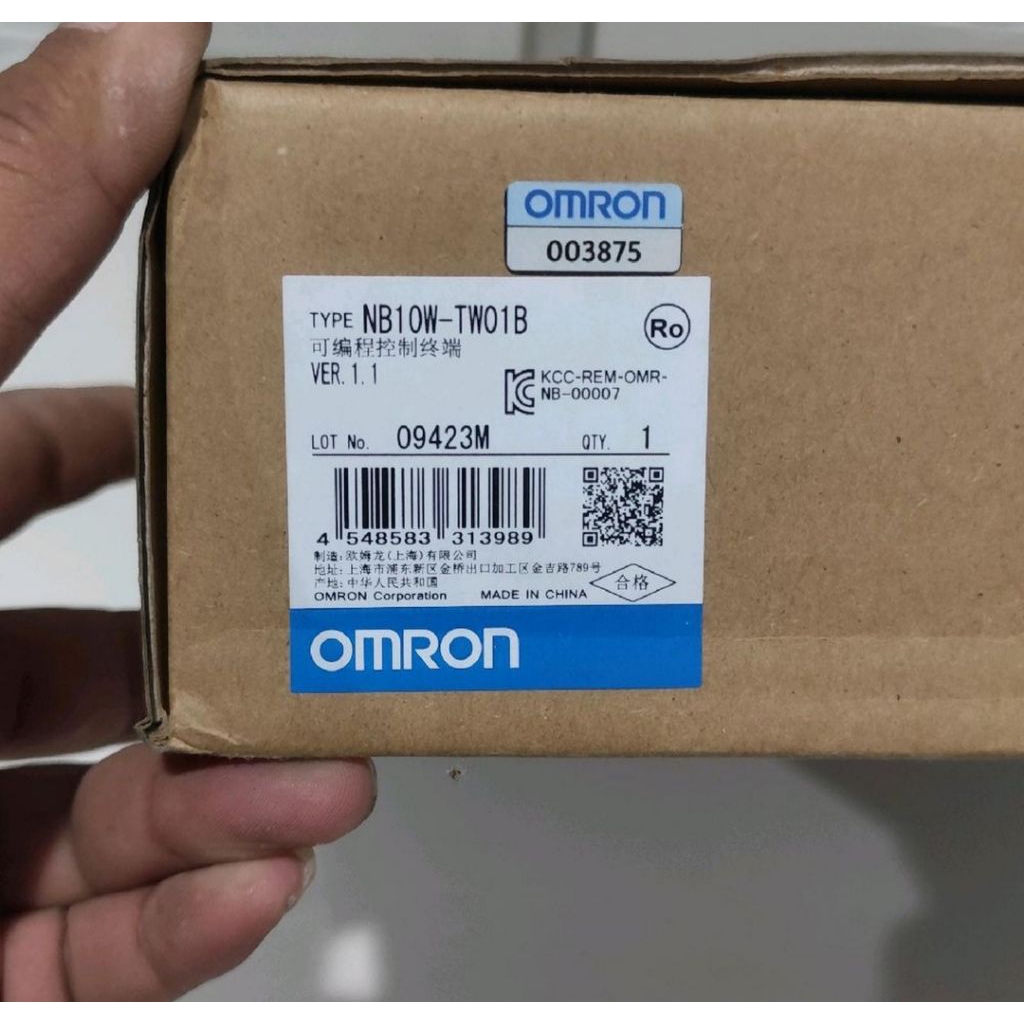 OMRON
003875
TYPE NB10W-TW01B
Ro
可编程控制终端
VER.1.1
KCC-REM-OMR-
NB-00007
LOT No. 09423M QTY. 1
4 548583 313989
制造:欧姆龙(上海)有限公司
地址:上海市浦东新区金桥出口加工区金吉路789号
产地:中华人民共和国
合格
OMRON Corporation MADE IN CHINA
OMRON